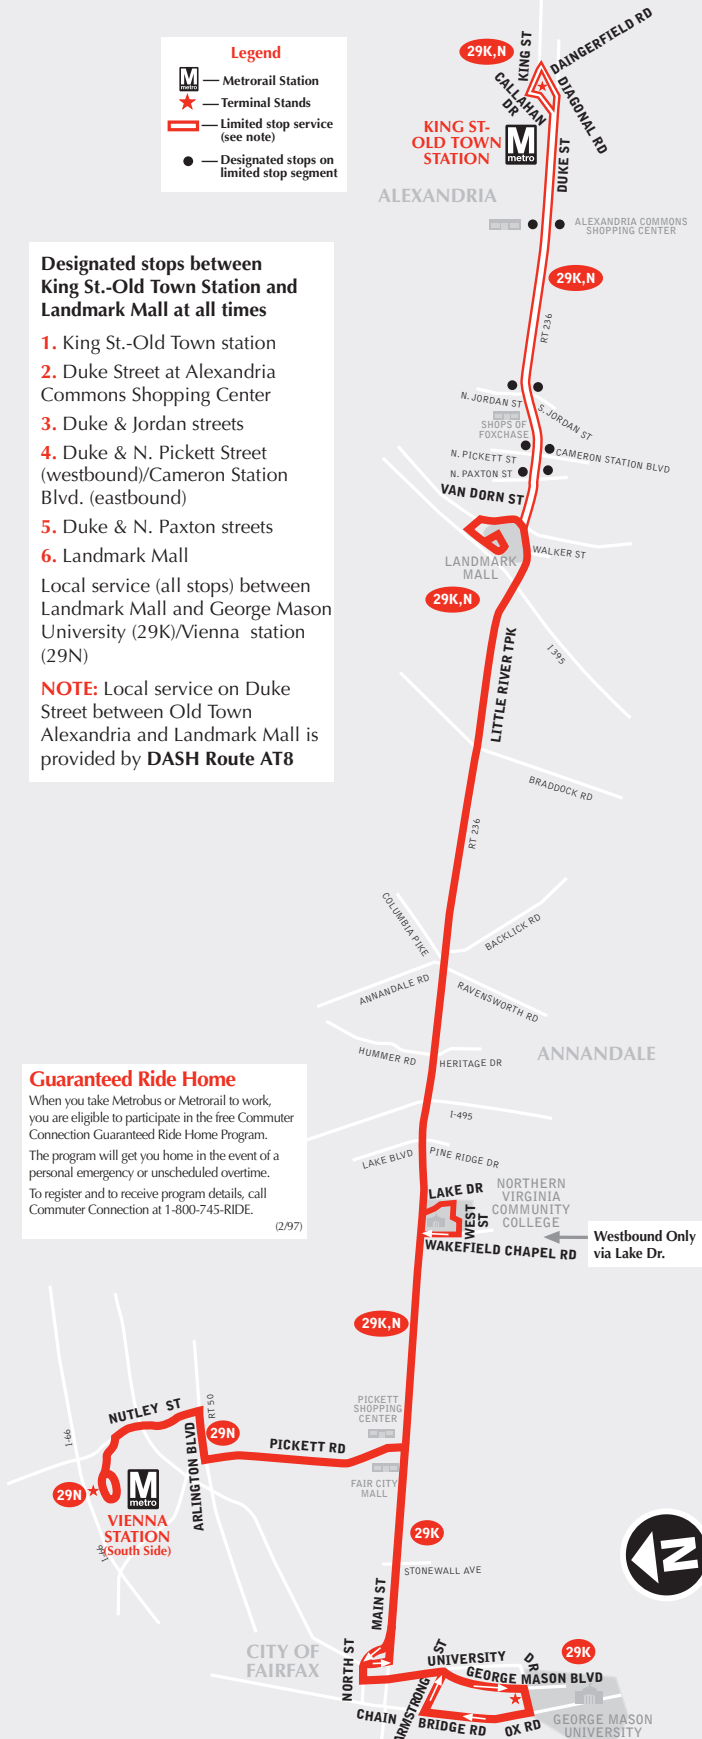 Legend
M
metro
Metrorail Station
Terminal Stands
Limited stop service
(see note)
Designated stops on
limited stop segment
29K,N
KING ST
DAINGERFIELD RD
CALLAHAN
DR
DIAGONAL RD
KING ST-
OLD TOWN
STATION
M
metro
DUKE ST
ALEXANDRIA
ALEXANDRIA COMMONS
SHOPPING CENTER
29K,N
RT 236
Designated stops between
King St.-Old Town Station and
Landmark Mall at all times
1. King St.-Old Town station
2. Duke Street at Alexandria
Commons Shopping Center
3. Duke & Jordan streets
4. Duke & N. Pickett Street
(westbound)/Cameron Station
Blvd. (eastbound)
5. Duke & N. Paxton streets
6. Landmark Mall
Local service (all stops) between
Landmark Mall and George Mason
University (29K)/Vienna station
(29N)
NOTE: Local service on Duke
Street between Old Town
Alexandria and Landmark Mall is
provided by DASH Route AT8
N. JORDAN ST
S. JORDAN ST
SHOPS OF
FOXCHASE
N. PICKETT ST
CAMERON STATION BLVD
N. PAXTON ST
VAN DORN ST
WALKER ST
LANDMARK
MALL
29K,N
I 395
LITTLE RIVER TPK
BRADDOCK RD
RT 236
COLUMBIA PIKE
BACKLICK RD
ANNANDALE RD
RAVENSWORTH RD
HUMMER RD
HERITAGE DR
ANNANDALE
Guaranteed Ride Home
When you take Metrobus or Metrorail to work,
you are eligible to participate in the free Commuter
Connection Guaranteed Ride Home Program.
The program will get you home in the event of a
personal emergency or unscheduled overtime.
To register and to receive program details, call
Commuter Connection at 1-800-745-RIDE.
(2/97)
I-495
LAKE BLVD
PINE RIDGE DR
LAKE DR
WEST
ST
NORTHERN
VIRGINIA
COMMUNITY
COLLEGE
WAKEFIELD CHAPEL RD
Westbound Only
via Lake Dr.
29K,N
PICKETT
SHOPPING
CENTER
NUTLEY ST
RT 50
29N
ARLINGTON BLVD
PICKETT RD
FAIR CITY
MALL
I-66
29N
M
metro
VIENNA
STATION
(South Side)
I-66
29K
STONEWALL AVE
N
MAIN ST
CITY OF
FAIRFAX
NORTH ST
ARMSTRONG ST
UNIVERSITY DR
29K
GEORGE MASON BLVD
CHAIN BRIDGE RD
OX RD
GEORGE MASON
UNIVERSITY